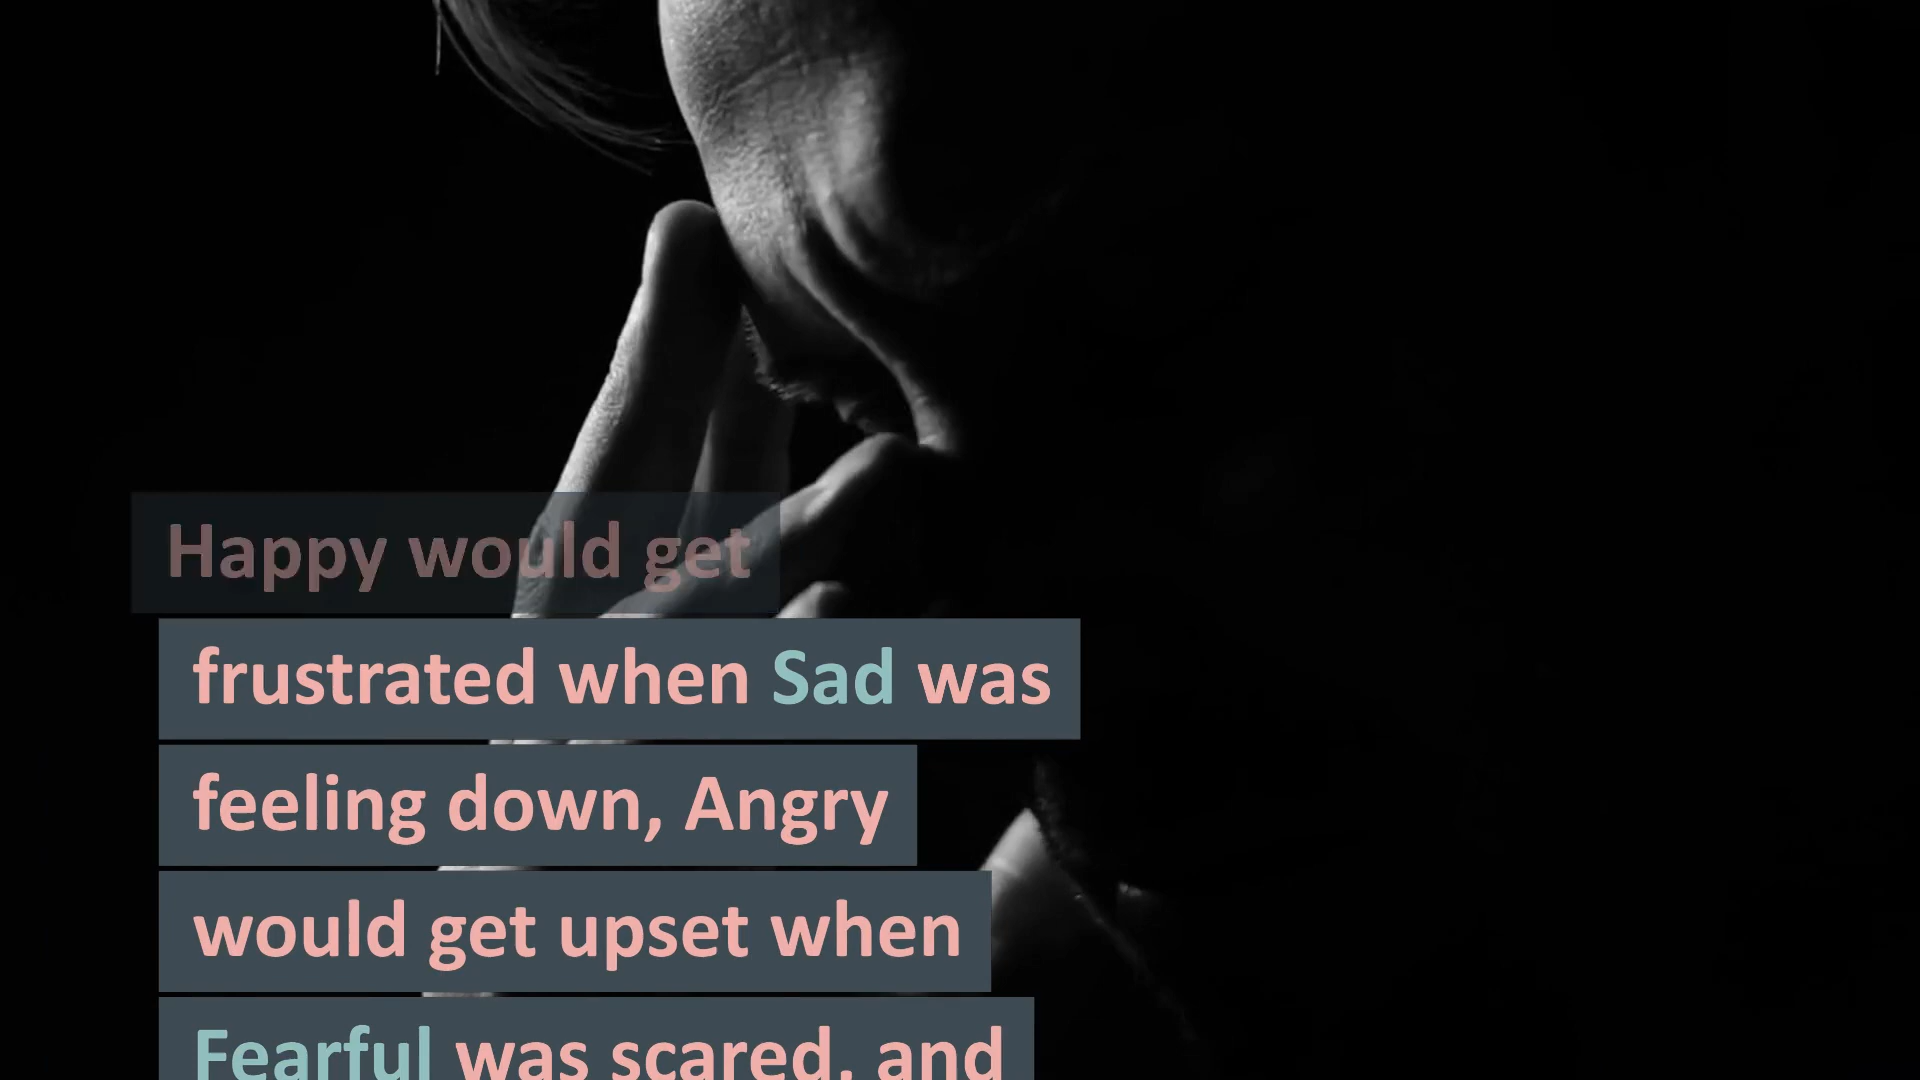 Happy would get
frustrated when Sad was
feeling down, Angry
would get upset when
Fearful was scared, and